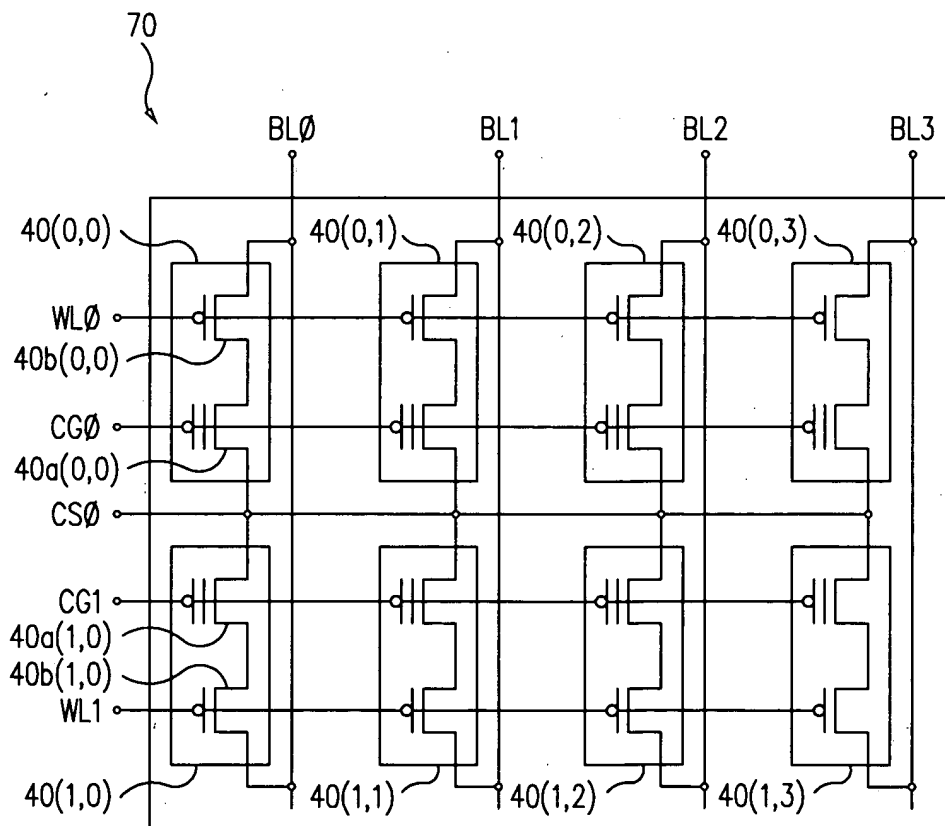 70
BLØ BL1 BL2 BL3
40(0,0) 40(0,1) 40(0,2) 40(0,3)
WLØ
40b(0,0)
CGØ
40a(0,0)
CSØ
CG1
40a(1,0)
40b(1,0)
WL1
40(1,0) 40(1,1) 40(1,2) 40(1,3)